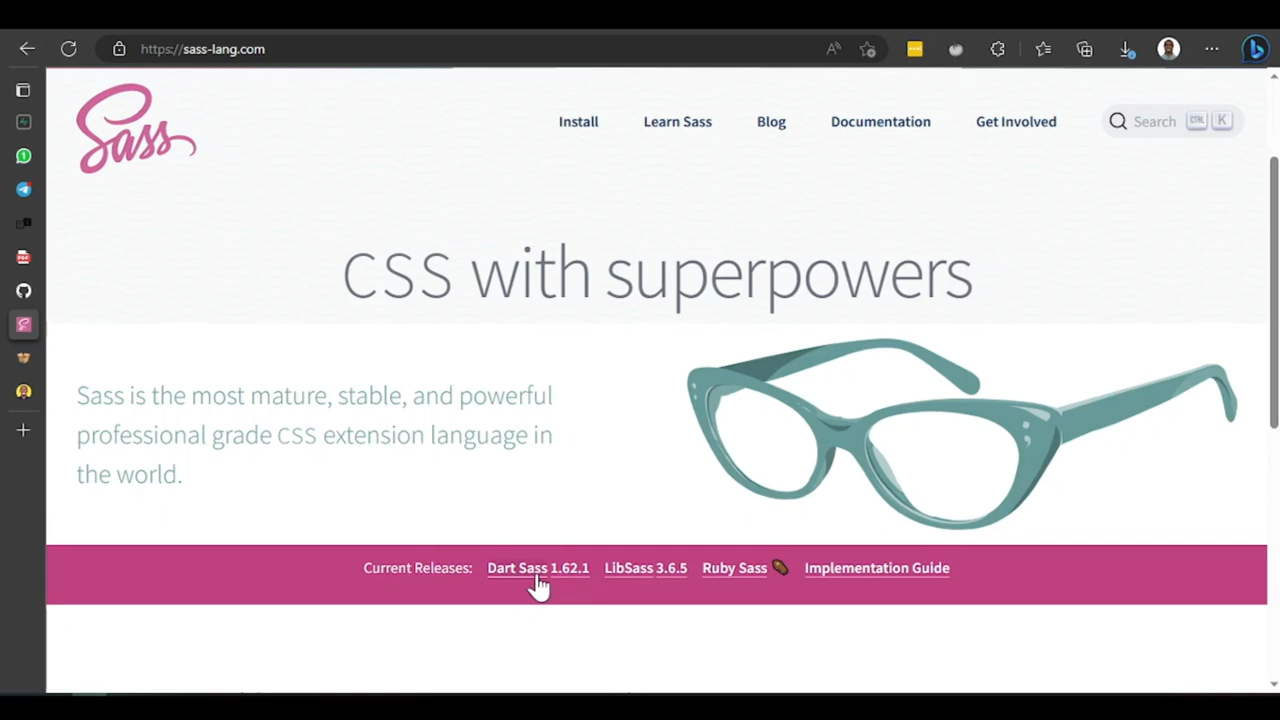 https://sass-lang.com
Sass
Install
Learn Sass
Blog
Documentation
Get Involved
Search
CTRL
K
CSS with superpowers
Sass is the most mature, stable, and powerful
professional grade CSS extension language in
the world.
Current Releases: Dart Sass 1.62.1 LibSass 3.6.5 Ruby Sass Implementation Guide